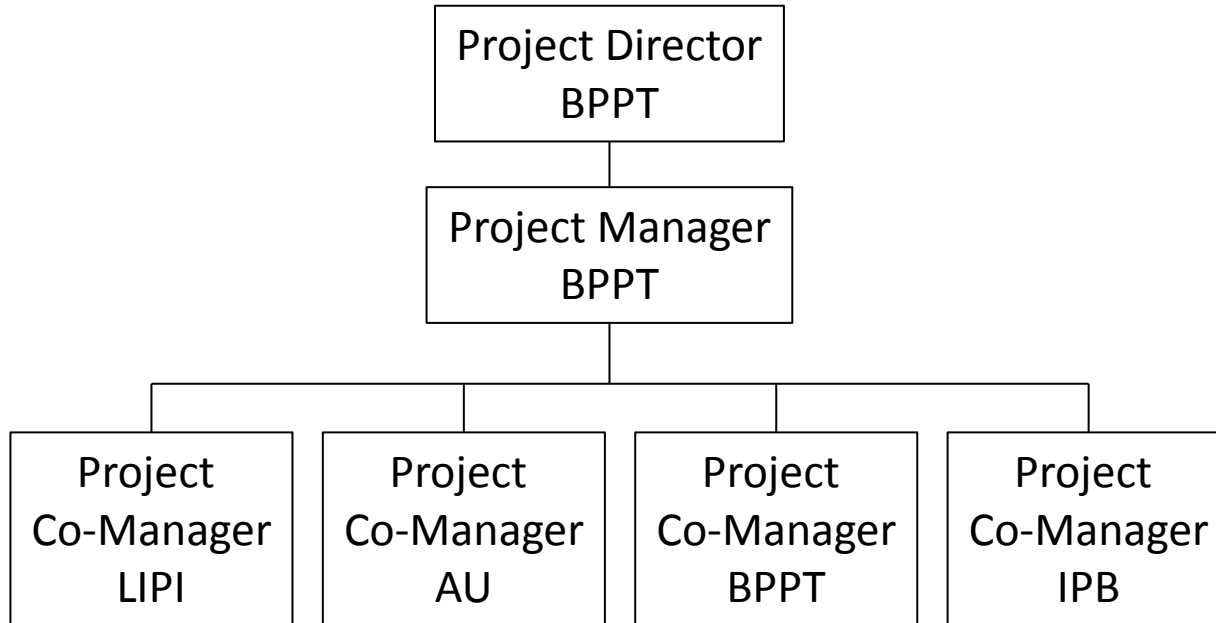 Project Director
BPPT
Project Manager
BPPT
Project
Co-Manager
LIPI
Project
Co-Manager
AU
Project
Co-Manager
BPPT
Project
Co-Manager
IPB